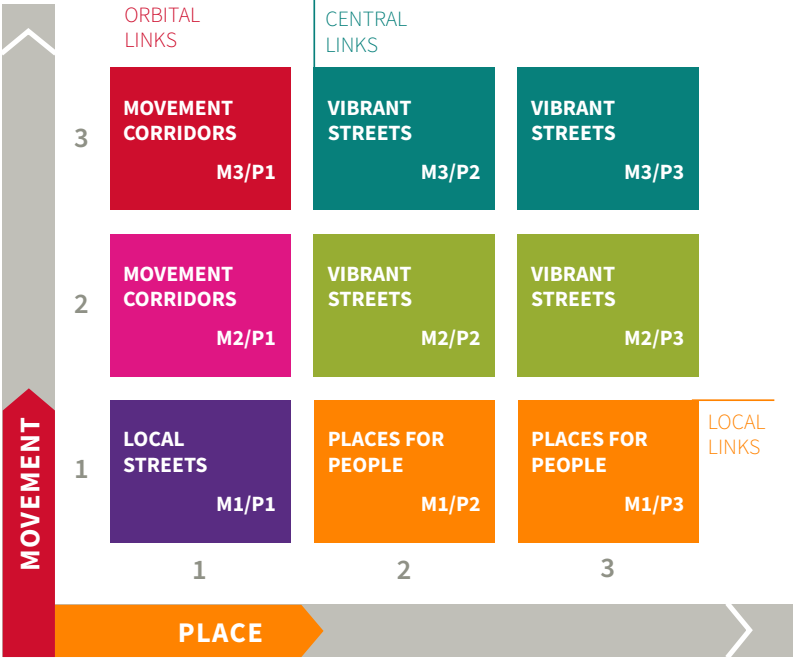 ORBITAL
LINKS
CENTRAL
LINKS
3
MOVEMENT
CORRIDORS
M3/P1
VIBRANT
STREETS
M3/P2
VIBRANT
STREETS
M3/P3
2
MOVEMENT
CORRIDORS
M2/P1
VIBRANT
STREETS
M2/P2
VIBRANT
STREETS
M2/P3
1
LOCAL
STREETS
M1/P1
PLACES FOR
PEOPLE
M1/P2
PLACES FOR
PEOPLE
M1/P3
LOCAL
LINKS
MOVEMENT
1
2
3
PLACE